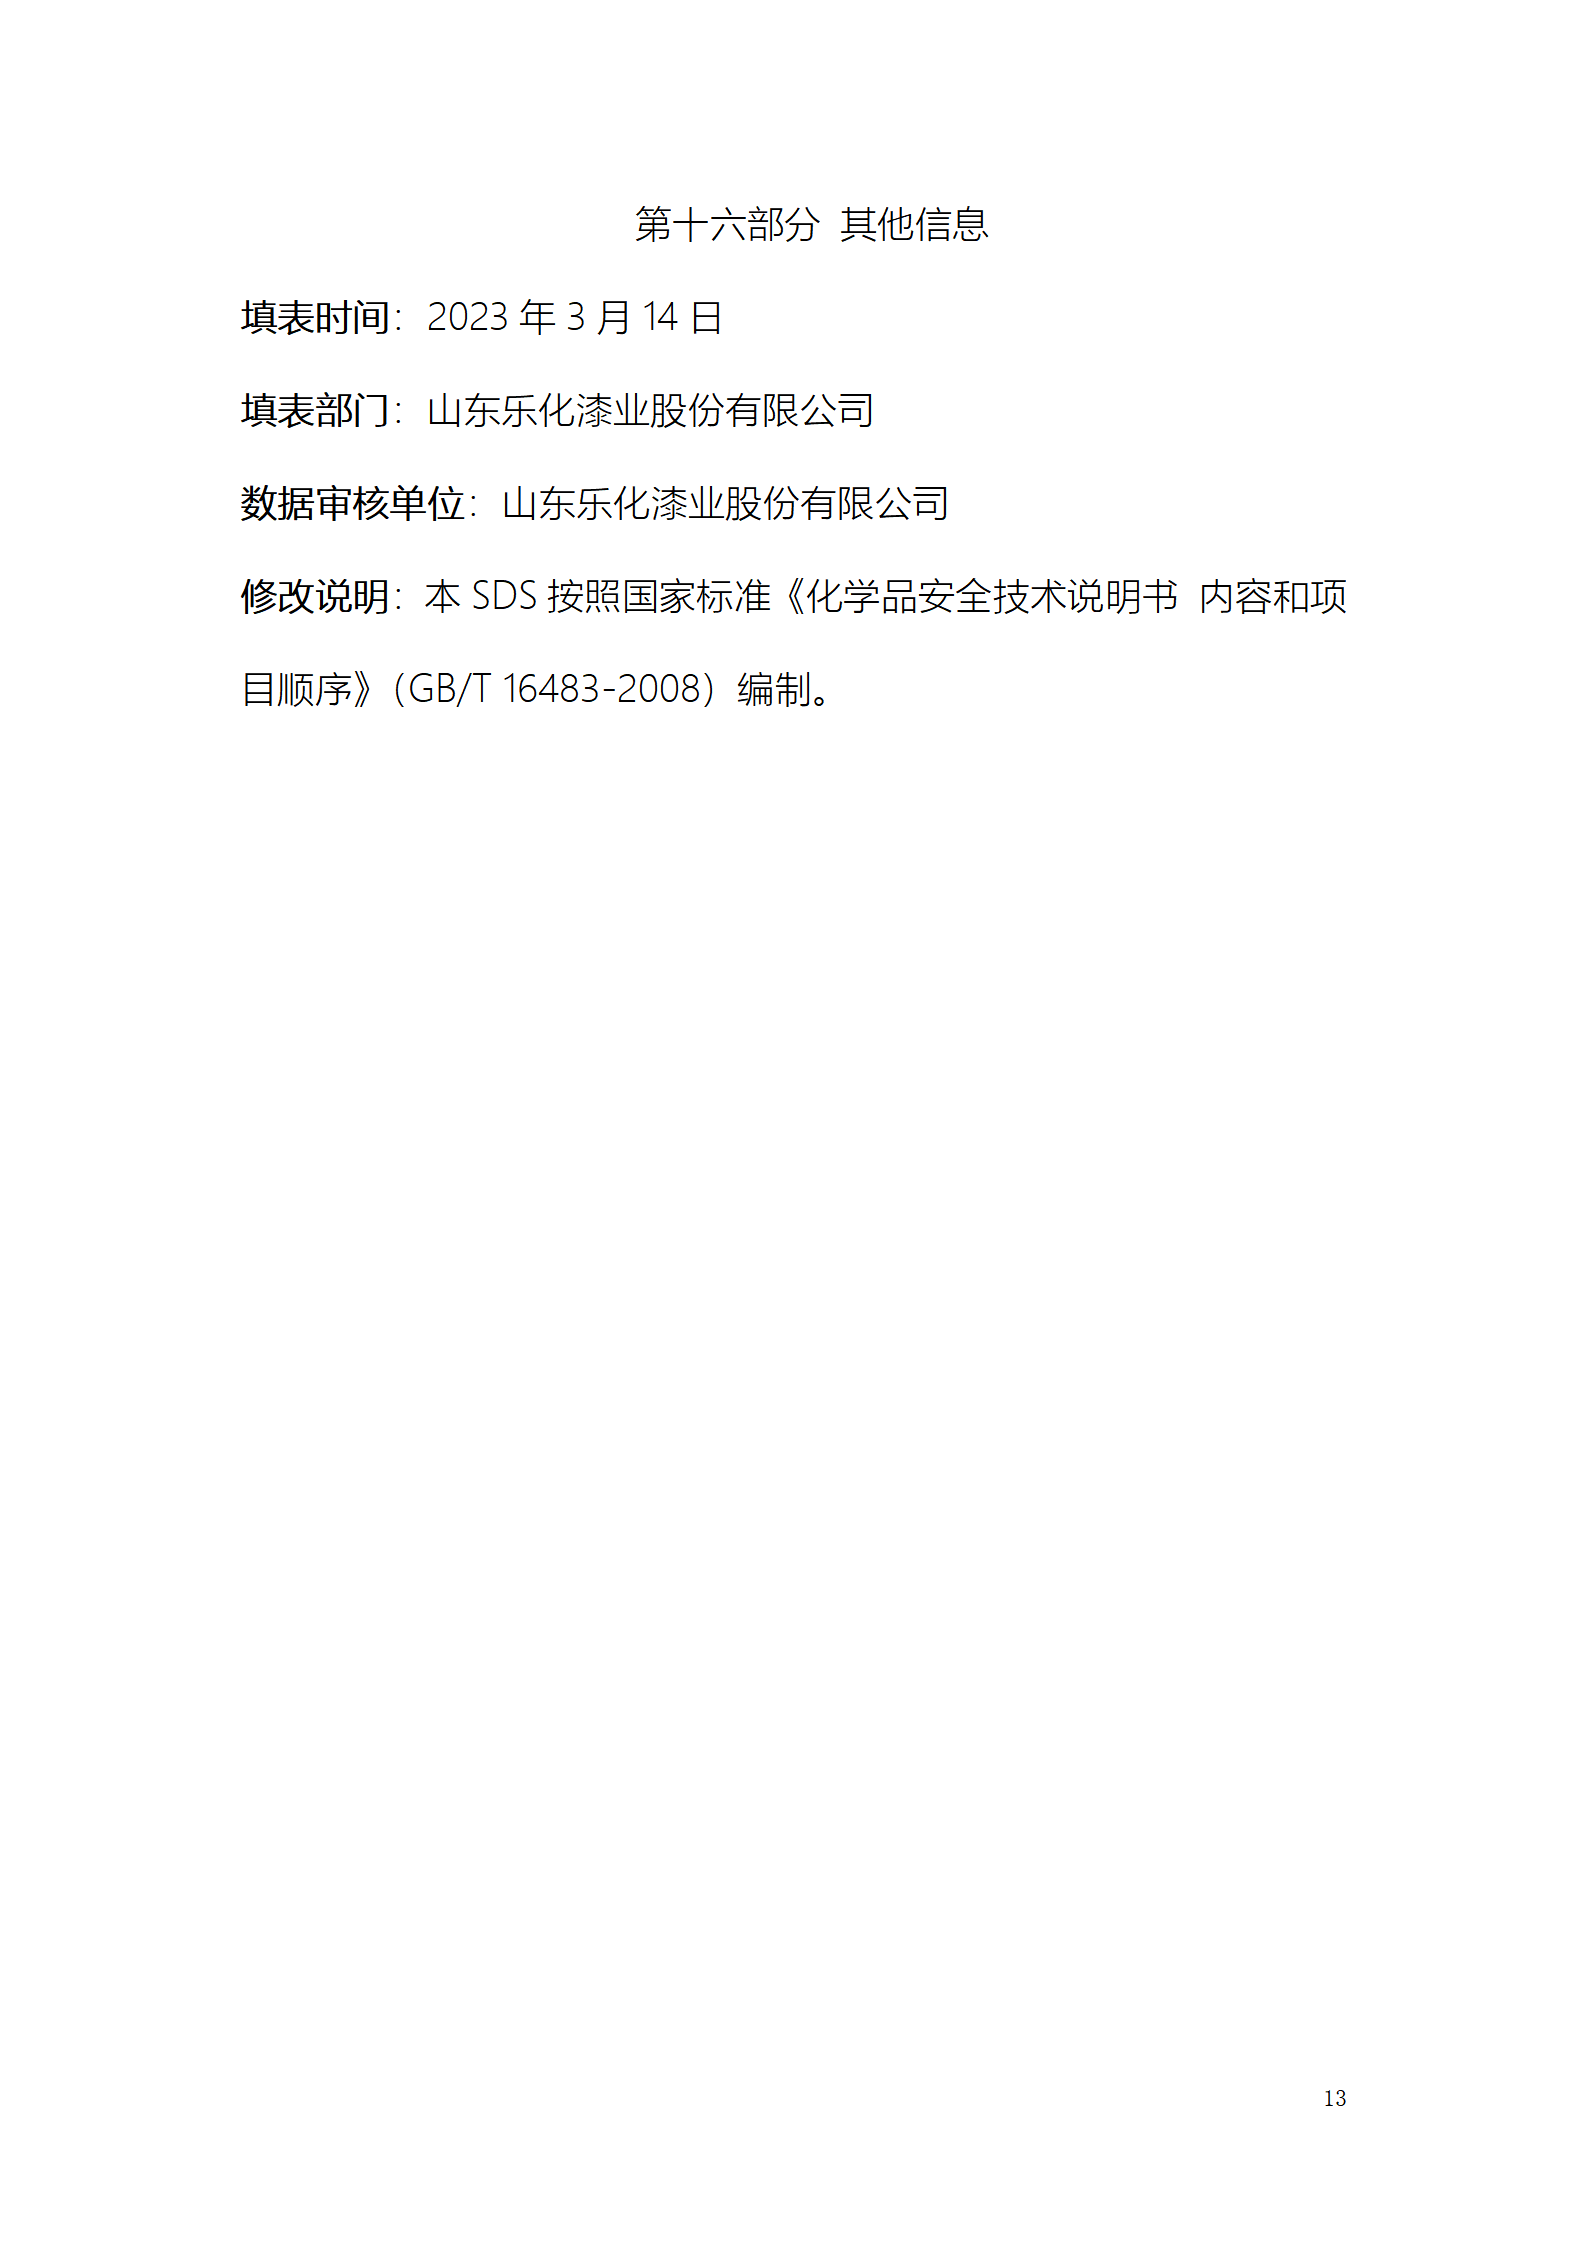 第十六部分 其他信息
填表时间：2023 年 3 月 14 日
填表部门：山东乐化漆业股份有限公司
数据审核单位：山东乐化漆业股份有限公司
修改说明：本 SDS 按照国家标准《化学品安全技术说明书 内容和项
目顺序》（GB/T 16483-2008）编制。
13